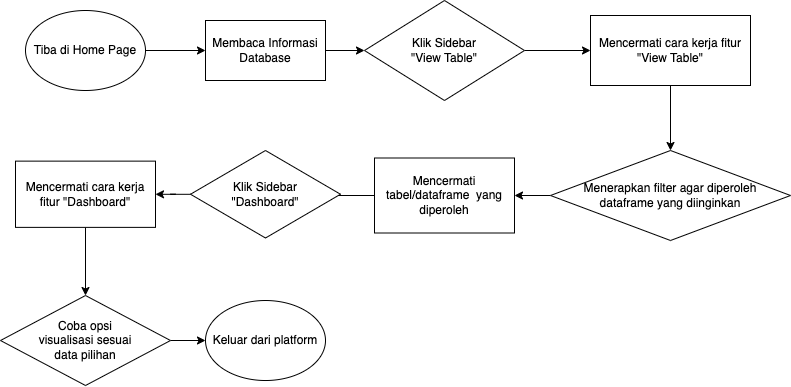 Tiba di Home Page
Membaca Informasi
Database
Klik Sidebar
"View Table"
Mencermati cara kerja fitur
"View Table"
Menerapkan filter agar diperoleh
dataframe yang diinginkan
Mencermati
tabel/dataframe yang
diperoleh
Klik Sidebar
"Dashboard"
Mencermati cara kerja
fitur "Dashboard"
Coba opsi
visualisasi sesuai
data pilihan
Keluar dari platform